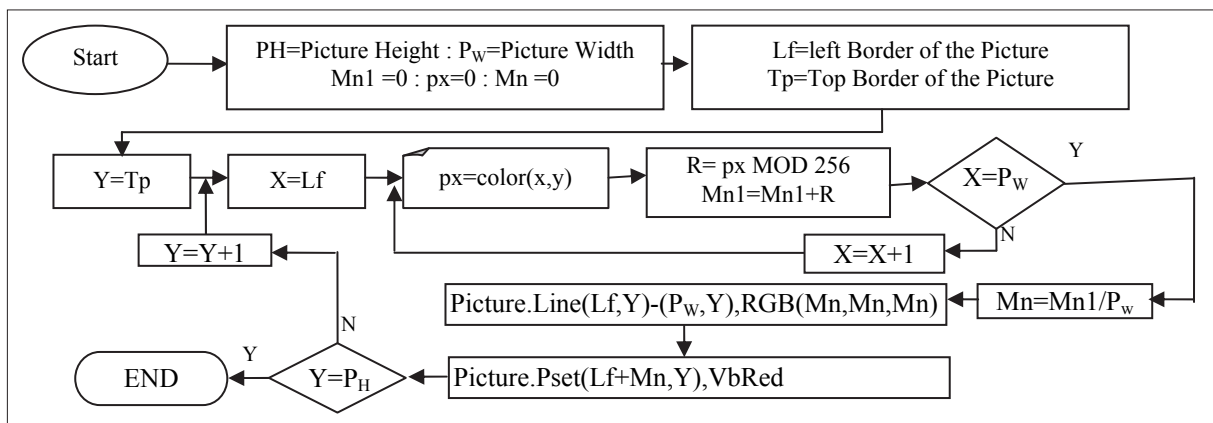 Start
PH=Picture Height : PW=Picture Width
Mn1 =0 : px=0 : Mn =0
Lf=left Border of the Picture
Tp=Top Border of the Picture
Y=Tp
X=Lf
px=color(x,y)
R= px MOD 256
Mn1=Mn1+R
X=PW
Y
N
X=X+1
Y=Y+1
Mn=Mn1/Pw
Picture.Line(Lf,Y)-(PW,Y),RGB(Mn,Mn,Mn)
Picture.Pset(Lf+Mn,Y),VbRed
Y=PH
N
Y
END